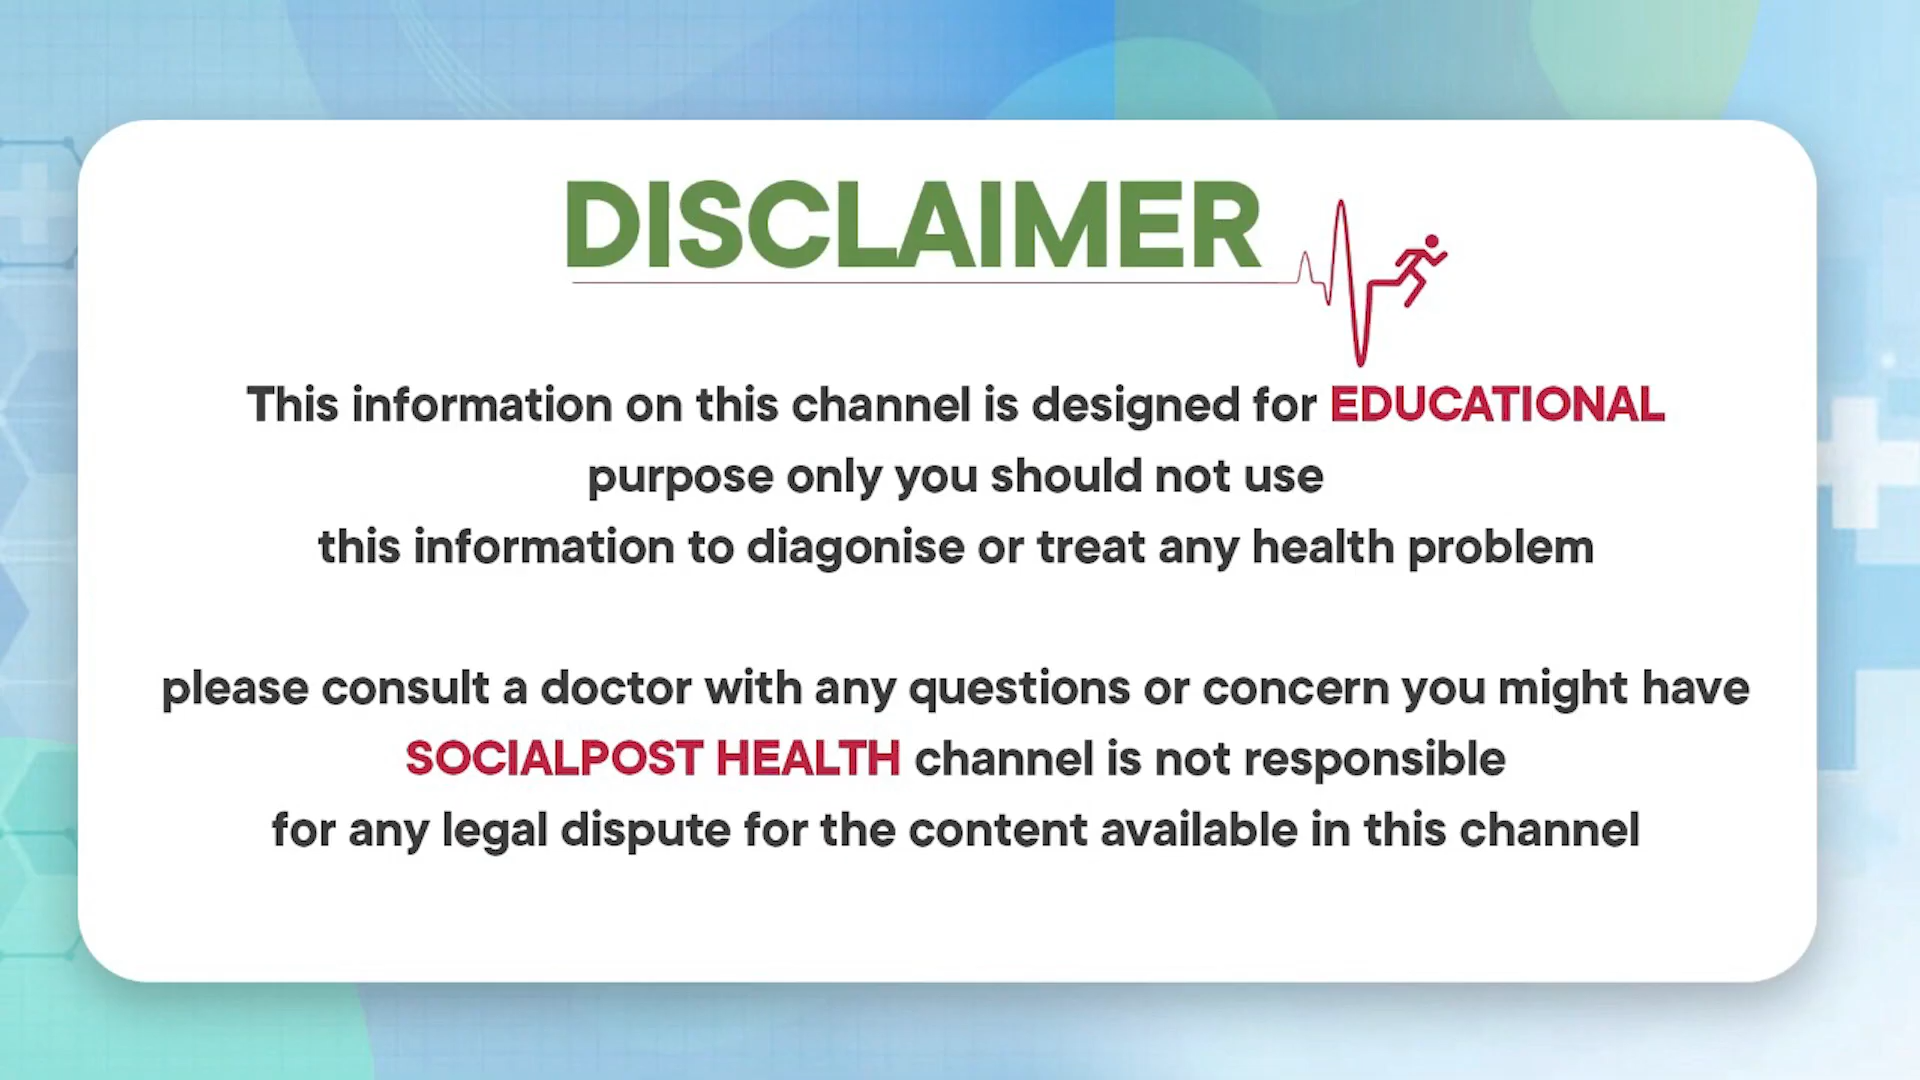 DISCLAIMER
This information on this channel is designed for EDUCATIONAL
purpose only you should not use
this information to diagonise or treat any health problem
please consult a doctor with any questions or concern you might have
SOCIALPOST HEALTH channel is not responsible
for any legal dispute for the content available in this channel